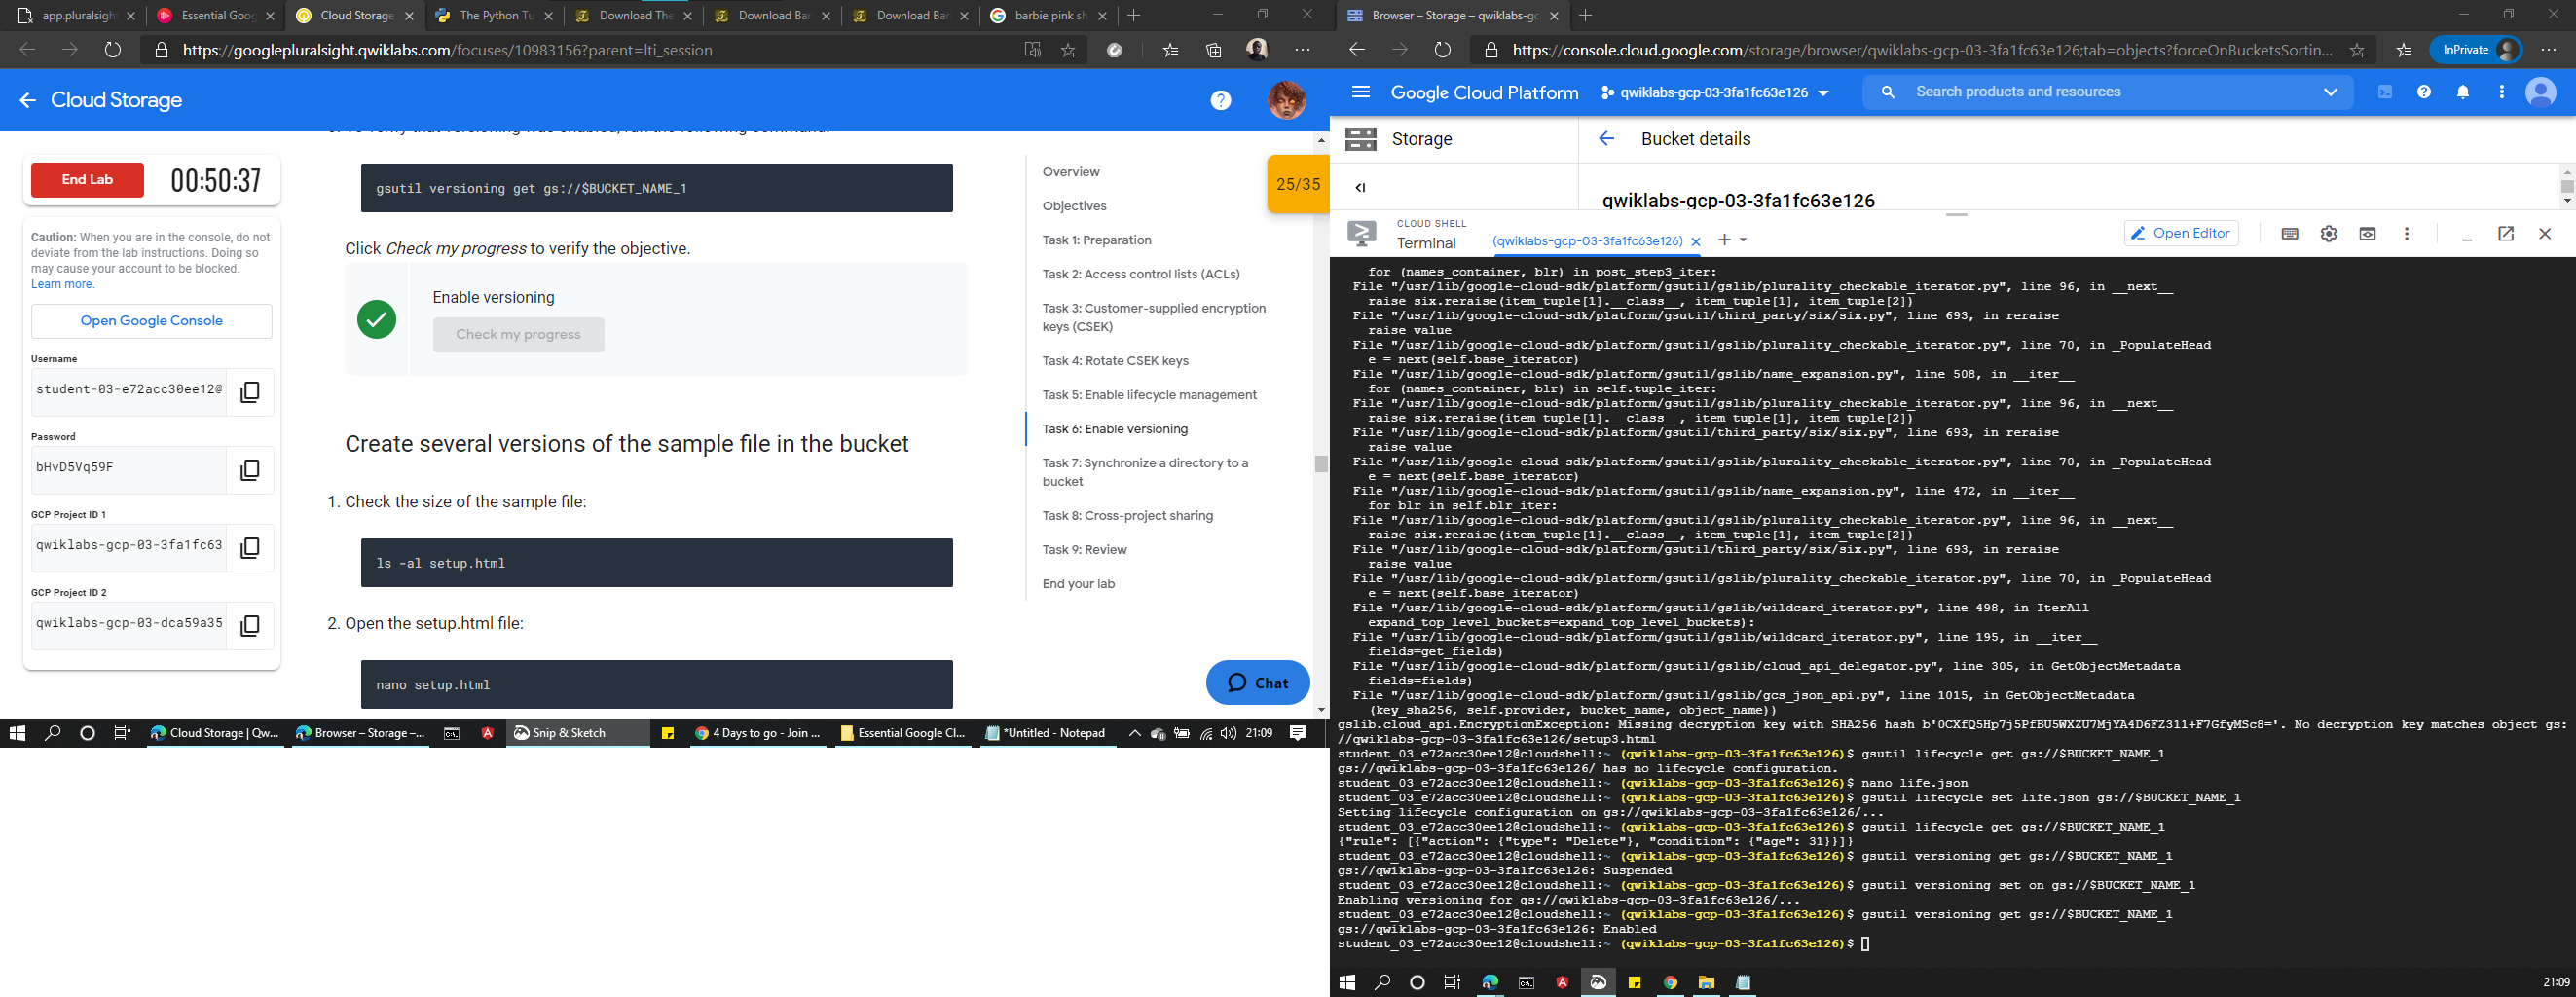 app.pluralsight
Essential Goog
Cloud Storage
The Python Tu
Download The
Download Bar
Download Bar
barbie pink sh
https://googlepluralsight.qwiklabs.com/focuses/10983156?parent=lti_session
Cloud Storage
End Lab
00:50:37
Caution: When you are in the console, do not
deviate from the lab instructions. Doing so
may cause your account to be blocked.
Learn more.
Open Google Console
Username
student-03-e72acc30ee12@
Password
bHvD5Vq59F
GCP Project ID 1
qwiklabs-gcp-03-3fa1fc63
GCP Project ID 2
qwiklabs-gcp-03-dca59a35
gsutil versioning get gs://$BUCKET_NAME_1
Click Check my progress to verify the objective.
Enable versioning
Check my progress
Create several versions of the sample file in the bucket
1. Check the size of the sample file:
ls -al setup.html
2. Open the setup.html file:
nano setup.html
25/35
Overview
Objectives
Task 1: Preparation
Task 2: Access control lists (ACLs)
Task 3: Customer-supplied encryption
keys (CSEK)
Task 4: Rotate CSEK keys
Task 5: Enable lifecycle management
Task 6: Enable versioning
Task 7: Synchronize a directory to a
bucket
Task 8: Cross-project sharing
Task 9: Review
End your lab
Chat
Cloud Storage | Qw...
Browser – Storage –...
Snip & Sketch
4 Days to go - Join ...
Essential Google Cl...
*Untitled - Notepad
21:09
Browser – Storage – qwiklabs-gc
https://console.cloud.google.com/storage/browser/qwiklabs-gcp-03-3fa1fc63e126;tab=objects?forceOnBucketsSortin...
InPrivate
Google Cloud Platform
qwiklabs-gcp-03-3fa1fc63e126
Search products and resources
Storage
Bucket details
qwiklabs-gcp-03-3fa1fc63e126
CLOUD SHELL
Terminal
(qwiklabs-gcp-03-3fa1fc63e126)
Open Editor
for (names_container, blr) in post_step3_iter:
File "/usr/lib/google-cloud-sdk/platform/gsutil/gslib/plurality_checkable_iterator.py", line 96, in __next__
raise six.reraise(item_tuple[1].__class__, item_tuple[1], item_tuple[2])
File "/usr/lib/google-cloud-sdk/platform/gsutil/third_party/six/six.py", line 693, in reraise
raise value
File "/usr/lib/google-cloud-sdk/platform/gsutil/gslib/plurality_checkable_iterator.py", line 70, in _PopulateHead
e = next(self.base_iterator)
File "/usr/lib/google-cloud-sdk/platform/gsutil/gslib/name_expansion.py", line 508, in __iter__
for (names_container, blr) in self.tuple_iter:
File "/usr/lib/google-cloud-sdk/platform/gsutil/gslib/plurality_checkable_iterator.py", line 96, in __next__
raise six.reraise(item_tuple[1].__class__, item_tuple[1], item_tuple[2])
File "/usr/lib/google-cloud-sdk/platform/gsutil/third_party/six/six.py", line 693, in reraise
raise value
File "/usr/lib/google-cloud-sdk/platform/gsutil/gslib/plurality_checkable_iterator.py", line 70, in _PopulateHead
e = next(self.base_iterator)
File "/usr/lib/google-cloud-sdk/platform/gsutil/gslib/name_expansion.py", line 472, in __iter__
for blr in self.blr_iter:
File "/usr/lib/google-cloud-sdk/platform/gsutil/gslib/plurality_checkable_iterator.py", line 96, in __next__
raise six.reraise(item_tuple[1].__class__, item_tuple[1], item_tuple[2])
File "/usr/lib/google-cloud-sdk/platform/gsutil/third_party/six/six.py", line 693, in reraise
raise value
File "/usr/lib/google-cloud-sdk/platform/gsutil/gslib/plurality_checkable_iterator.py", line 70, in _PopulateHead
e = next(self.base_iterator)
File "/usr/lib/google-cloud-sdk/platform/gsutil/gslib/wildcard_iterator.py", line 498, in IterAll
expand_top_level_buckets=expand_top_level_buckets):
File "/usr/lib/google-cloud-sdk/platform/gsutil/gslib/wildcard_iterator.py", line 195, in __iter__
fields=get_fields)
File "/usr/lib/google-cloud-sdk/platform/gsutil/gslib/cloud_api_delegator.py", line 305, in GetObjectMetadata
fields=fields)
File "/usr/lib/google-cloud-sdk/platform/gsutil/gslib/gcs_json_api.py", line 1015, in GetObjectMetadata
(key_sha256, self.provider, bucket_name, object_name))
gslib.cloud_api.EncryptionException: Missing decryption key with SHA256 hash b'0CXfQ5Hp7j5PfBU5WXZU7MjYA4D6FZ311+F7GfyMSc8='. No decryption key matches object gs:
//qwiklabs-gcp-03-3fa1fc63e126/setup3.html
student_03_e72acc30ee12@cloudshell:~ (qwiklabs-gcp-03-3fa1fc63e126)$ gsutil lifecycle get gs://$BUCKET_NAME_1
gs://qwiklabs-gcp-03-3fa1fc63e126/ has no lifecycle configuration.
student_03_e72acc30ee12@cloudshell:~ (qwiklabs-gcp-03-3fa1fc63e126)$ nano life.json
student_03_e72acc30ee12@cloudshell:~ (qwiklabs-gcp-03-3fa1fc63e126)$ gsutil lifecycle set life.json gs://$BUCKET_NAME_1
Setting lifecycle configuration on gs://qwiklabs-gcp-03-3fa1fc63e126/...
student_03_e72acc30ee12@cloudshell:~ (qwiklabs-gcp-03-3fa1fc63e126)$ gsutil lifecycle get gs://$BUCKET_NAME_1
{"rule": [{"action": {"type": "Delete"}, "condition": {"age": 31}}]}
student_03_e72acc30ee12@cloudshell:~ (qwiklabs-gcp-03-3fa1fc63e126)$ gsutil versioning get gs://$BUCKET_NAME_1
gs://qwiklabs-gcp-03-3fa1fc63e126: Suspended
student_03_e72acc30ee12@cloudshell:~ (qwiklabs-gcp-03-3fa1fc63e126)$ gsutil versioning set on gs://$BUCKET_NAME_1
Enabling versioning for gs://qwiklabs-gcp-03-3fa1fc63e126/...
student_03_e72acc30ee12@cloudshell:~ (qwiklabs-gcp-03-3fa1fc63e126)$ gsutil versioning get gs://$BUCKET_NAME_1
gs://qwiklabs-gcp-03-3fa1fc63e126: Enabled
student_03_e72acc30ee12@cloudshell:~ (qwiklabs-gcp-03-3fa1fc63e126)$
21:09